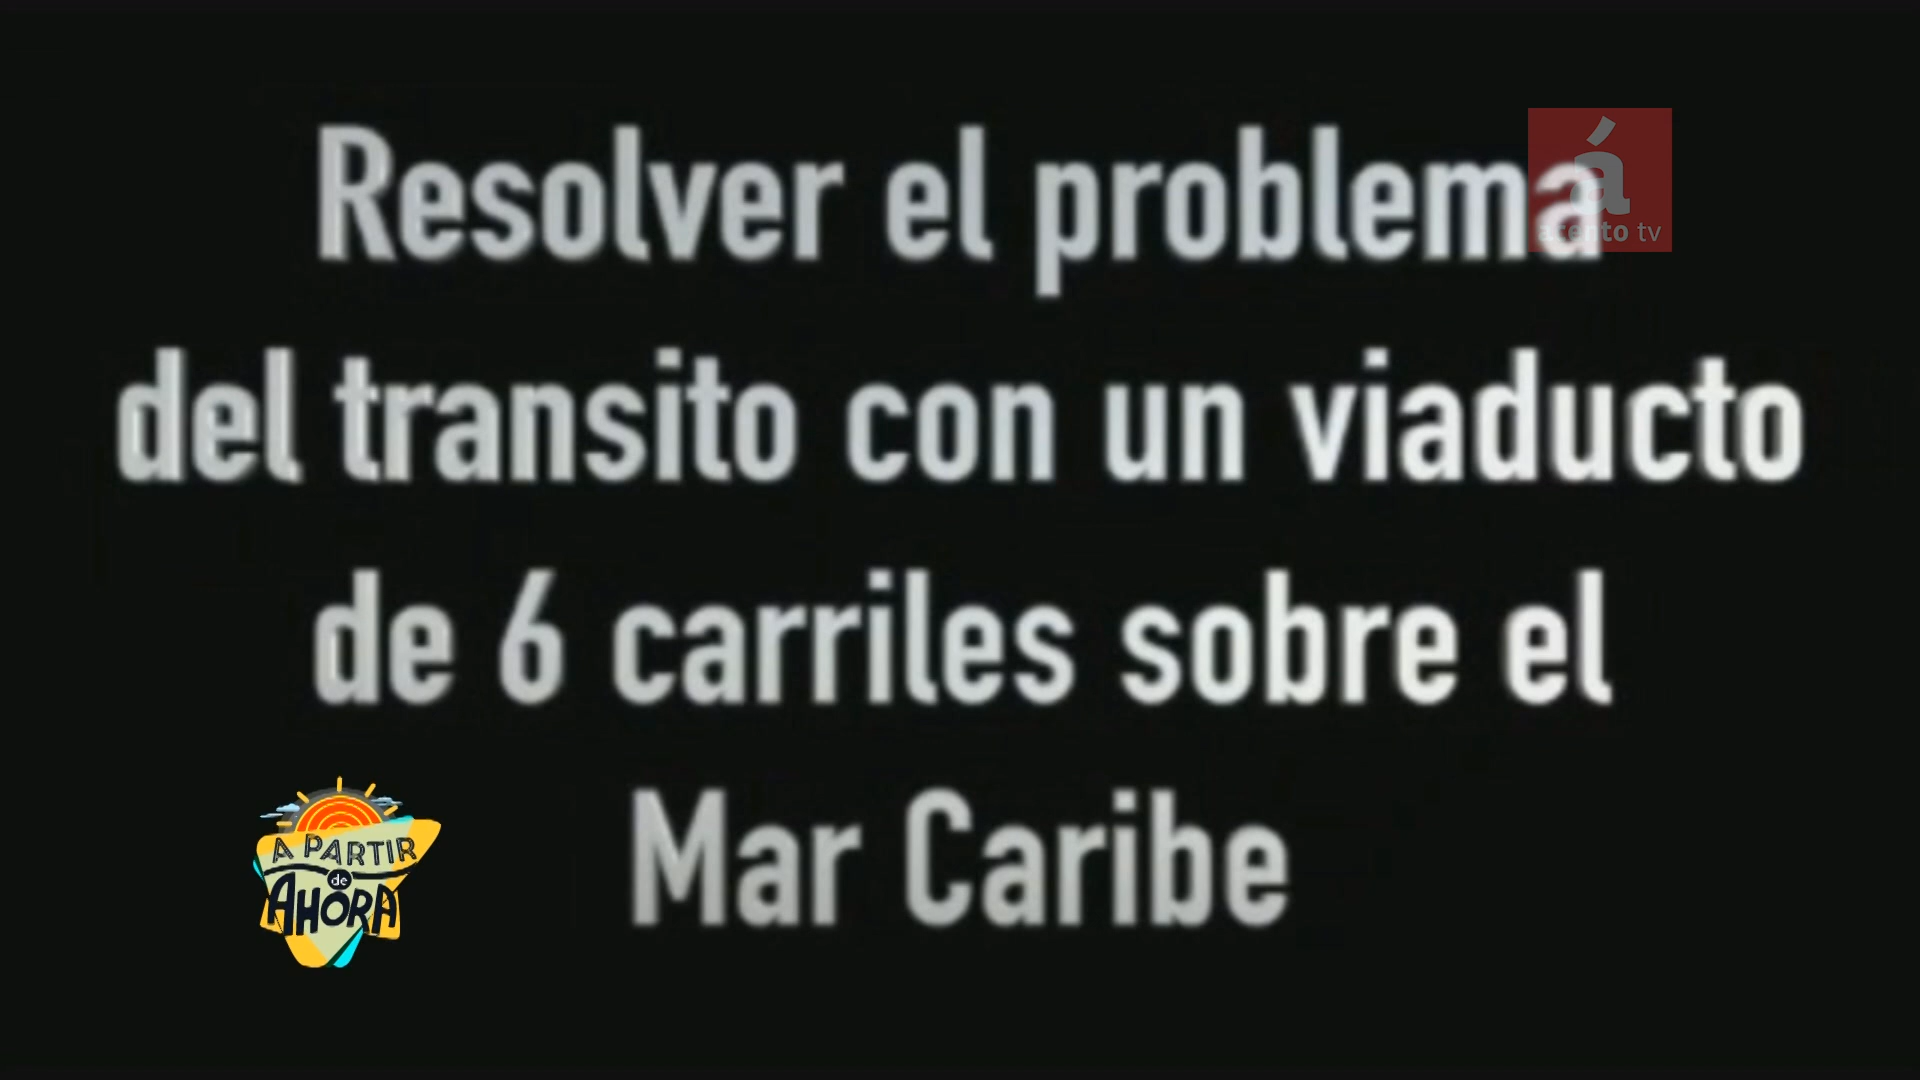 Resolver el problema
del transito con un viaducto
de 6 carriles sobre el
Mar Caribe
á
acento tv
A PARTIR
de
AHORA